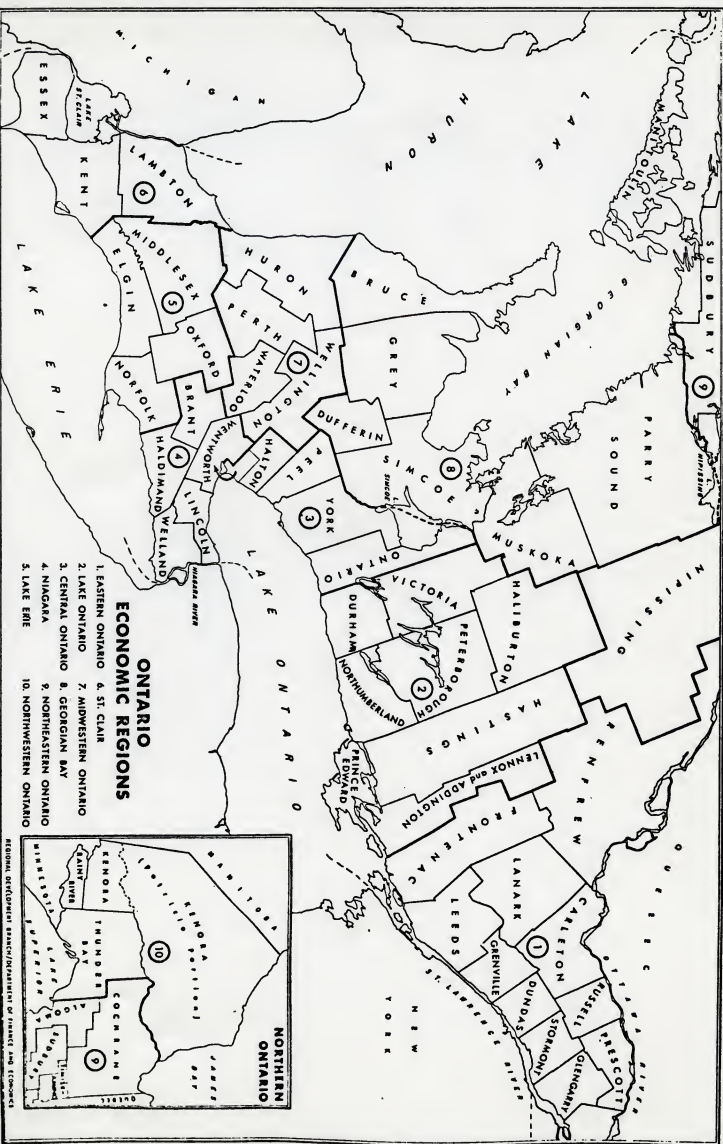 MICHIGAN
LAKE
HURON
MANITOULIN
SUDBURY
9
L. NIPISSING
GEORGIAN BAY
PARRY SOUND
NIPISSING
ESSEX
LAKE ST. CLAIR
KENT
LAMBTON
6
HURON
BRUCE
GREY
MIDDLESEX
5
ELGIN
PERTH
OXFORD
WATERLOO
7
WELLINGTON
DUFFERIN
SIMCOE
8
L. SIMCOE
MUSKOKA
NORFOLK
BRANT
WENTWORTH
HALTON
PEEL
YORK
3
ONTARIO
HALDIMAND
4
LINCOLN
WELLAND
NIAGARA RIVER
LAKE ERIE
LAKE ONTARIO
VICTORIA
DURHAM
HALIBURTON
PETERBOROUGH
2
NORTHUMBERLAND
HASTINGS
PRINCE EDWARD
LENNOX and ADDINGTON
FRONTENAC
RENFREW
LANARK
LEEDS
CARLETON
1
GRENVILLE
DUNDAS
RUSSELL
STORMONT
PRESCOTT
GLENGARRY
QUEBEC
OTTAWA RIVER
ST. LAWRENCE RIVER
NEW YORK
ONTARIO
ECONOMIC REGIONS
1. EASTERN ONTARIO
2. LAKE ONTARIO
3. CENTRAL ONTARIO
4. NIAGARA
5. LAKE ERIE
6. ST. CLAIR
7. MIDWESTERN ONTARIO
8. GEORGIAN BAY
9. NORTHEASTERN ONTARIO
10. NORTHWESTERN ONTARIO
NORTHERN
ONTARIO
MANITOBA
KENORA
(Patricia Portion)
10
KENORA
RAINY RIVER
MINNESOTA
THUNDER BAY
LAKE SUPERIOR
COCHRANE
ALGOMA
SUDBURY
9
JAMES BAY
QUEBEC
REGIONAL DEVELOPMENT BRANCH/DEPARTMENT OF FINANCE AND ECONOMICS